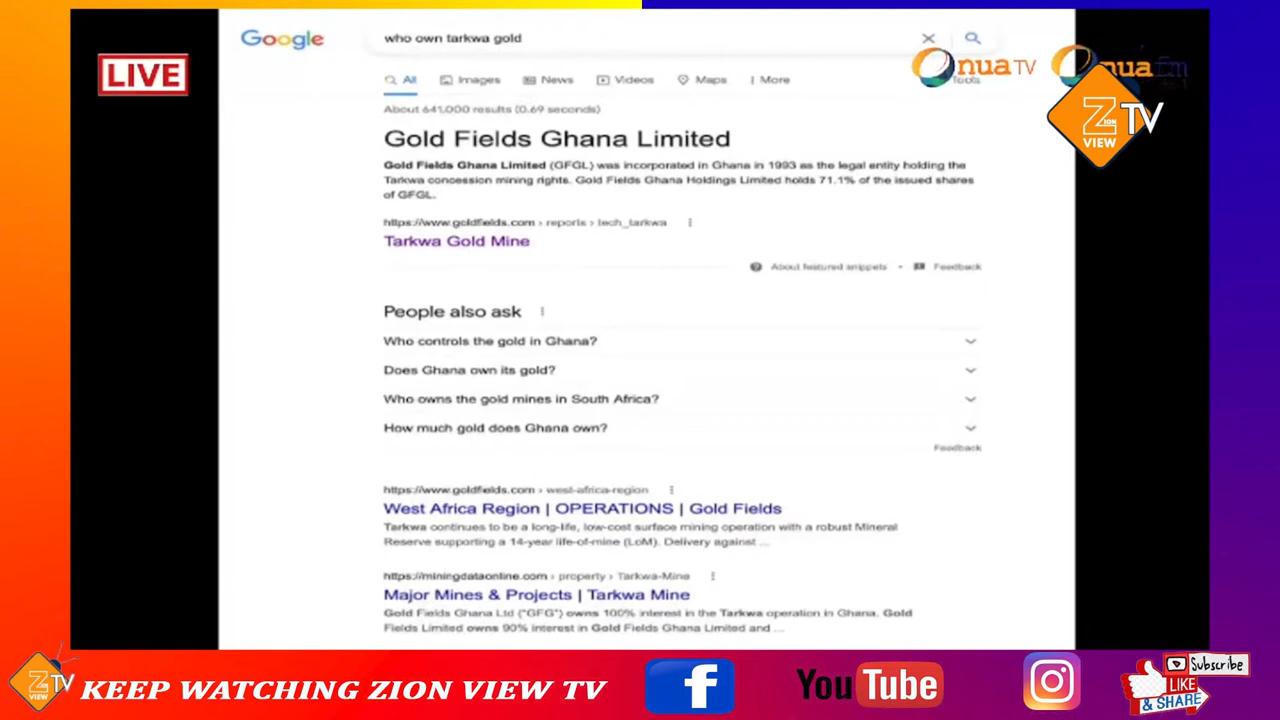 LIVE
Google
who own tarkwa gold
All
Images
News
Videos
Maps
More
Tools
nua TV
nua fm
Z
ION
VIEW
TV
About 641,000 results (0.69 seconds)
Gold Fields Ghana Limited
Gold Fields Ghana Limited (GFGL) was incorporated in Ghana in 1993 as the legal entity holding the
Tarkwa concession mining rights. Gold Fields Ghana Holdings Limited holds 71.1% of the issued shares
of GFGL.
https://www.goldfields.com › reports › tech_tarkwa
Tarkwa Gold Mine
About featured snippets • Feedback
People also ask
Who controls the gold in Ghana?
Does Ghana own its gold?
Who owns the gold mines in South Africa?
How much gold does Ghana own?
Feedback
https://www.goldfields.com › west-africa-region
West Africa Region | OPERATIONS | Gold Fields
Tarkwa continues to be a long-life, low-cost surface mining operation with a robust Mineral
Reserve supporting a 14-year life-of-mine (LoM). Delivery against ...
https://miningdataonline.com › property › Tarkwa-Mine
Major Mines & Projects | Tarkwa Mine
Gold Fields Ghana Ltd ("GFG") owns 100% interest in the Tarkwa operation in Ghana. Gold
Fields Limited owns 90% interest in Gold Fields Ghana Limited and ...
Z TV
VIEW
KEEP WATCHING ZION VIEW TV
f
YouTube
Subscribe
LIKE
& SHARE